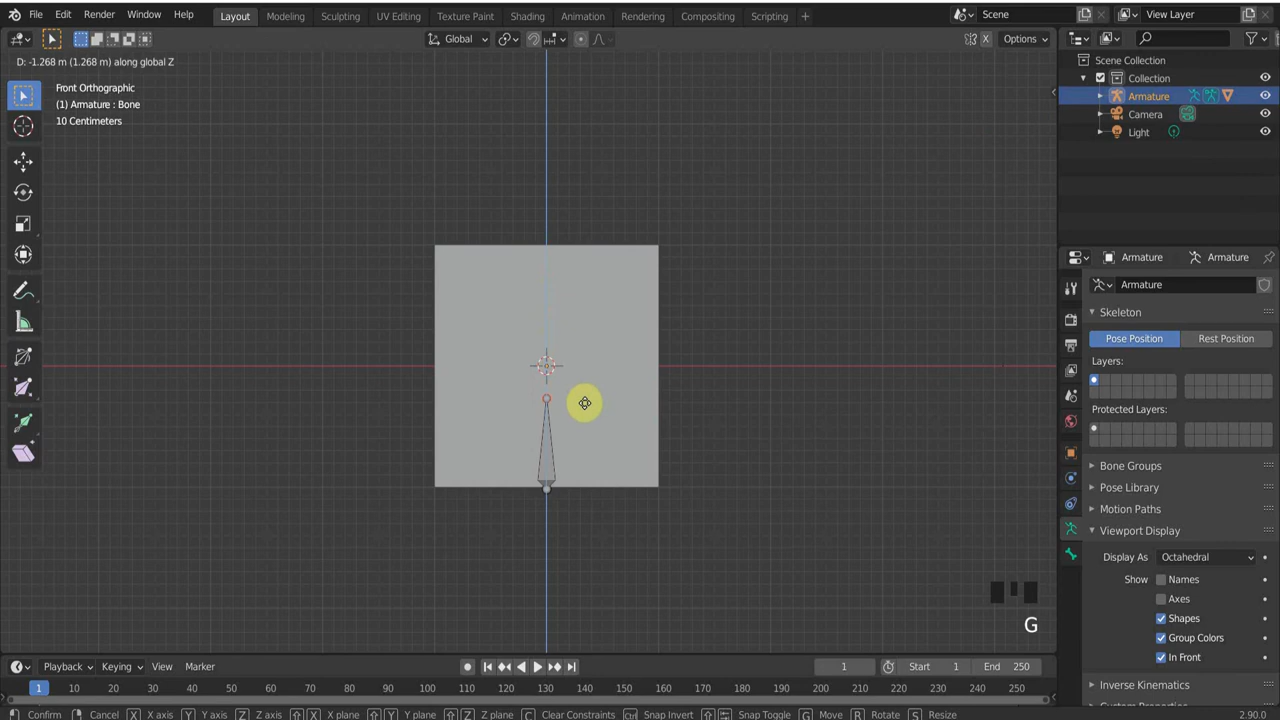 File Edit Render Window Help Layout Modeling Sculpting UV Editing Texture Paint Shading Animation Rendering Compositing Scripting + Scene View Layer
Global X Options
D: -1.268 m (1.268 m) along global Z
Front Orthographic
(1) Armature : Bone
10 Centimeters
Scene Collection
Collection
Armature
Camera
Light
Armature Armature
Armature
Skeleton
Pose Position Rest Position
Layers:
Protected Layers:
Bone Groups
Pose Library
Motion Paths
Viewport Display
Display As Octahedral
Show Names
Axes
Shapes
Group Colors
In Front
Inverse Kinematics
G
Playback Keying View Marker 1 Start 1 End 250
1 10 20 30 40 50 60 70 80 90 100 110 120 130 140 150 160 170 180 190 200 210 220 230 240 250
Confirm Cancel X X axis Y Y axis Z Z axis X X plane Y Y plane Z Z plane C Clear Constraints Ctrl Snap Invert Snap Toggle G Move R Rotate S Resize 2.90.0